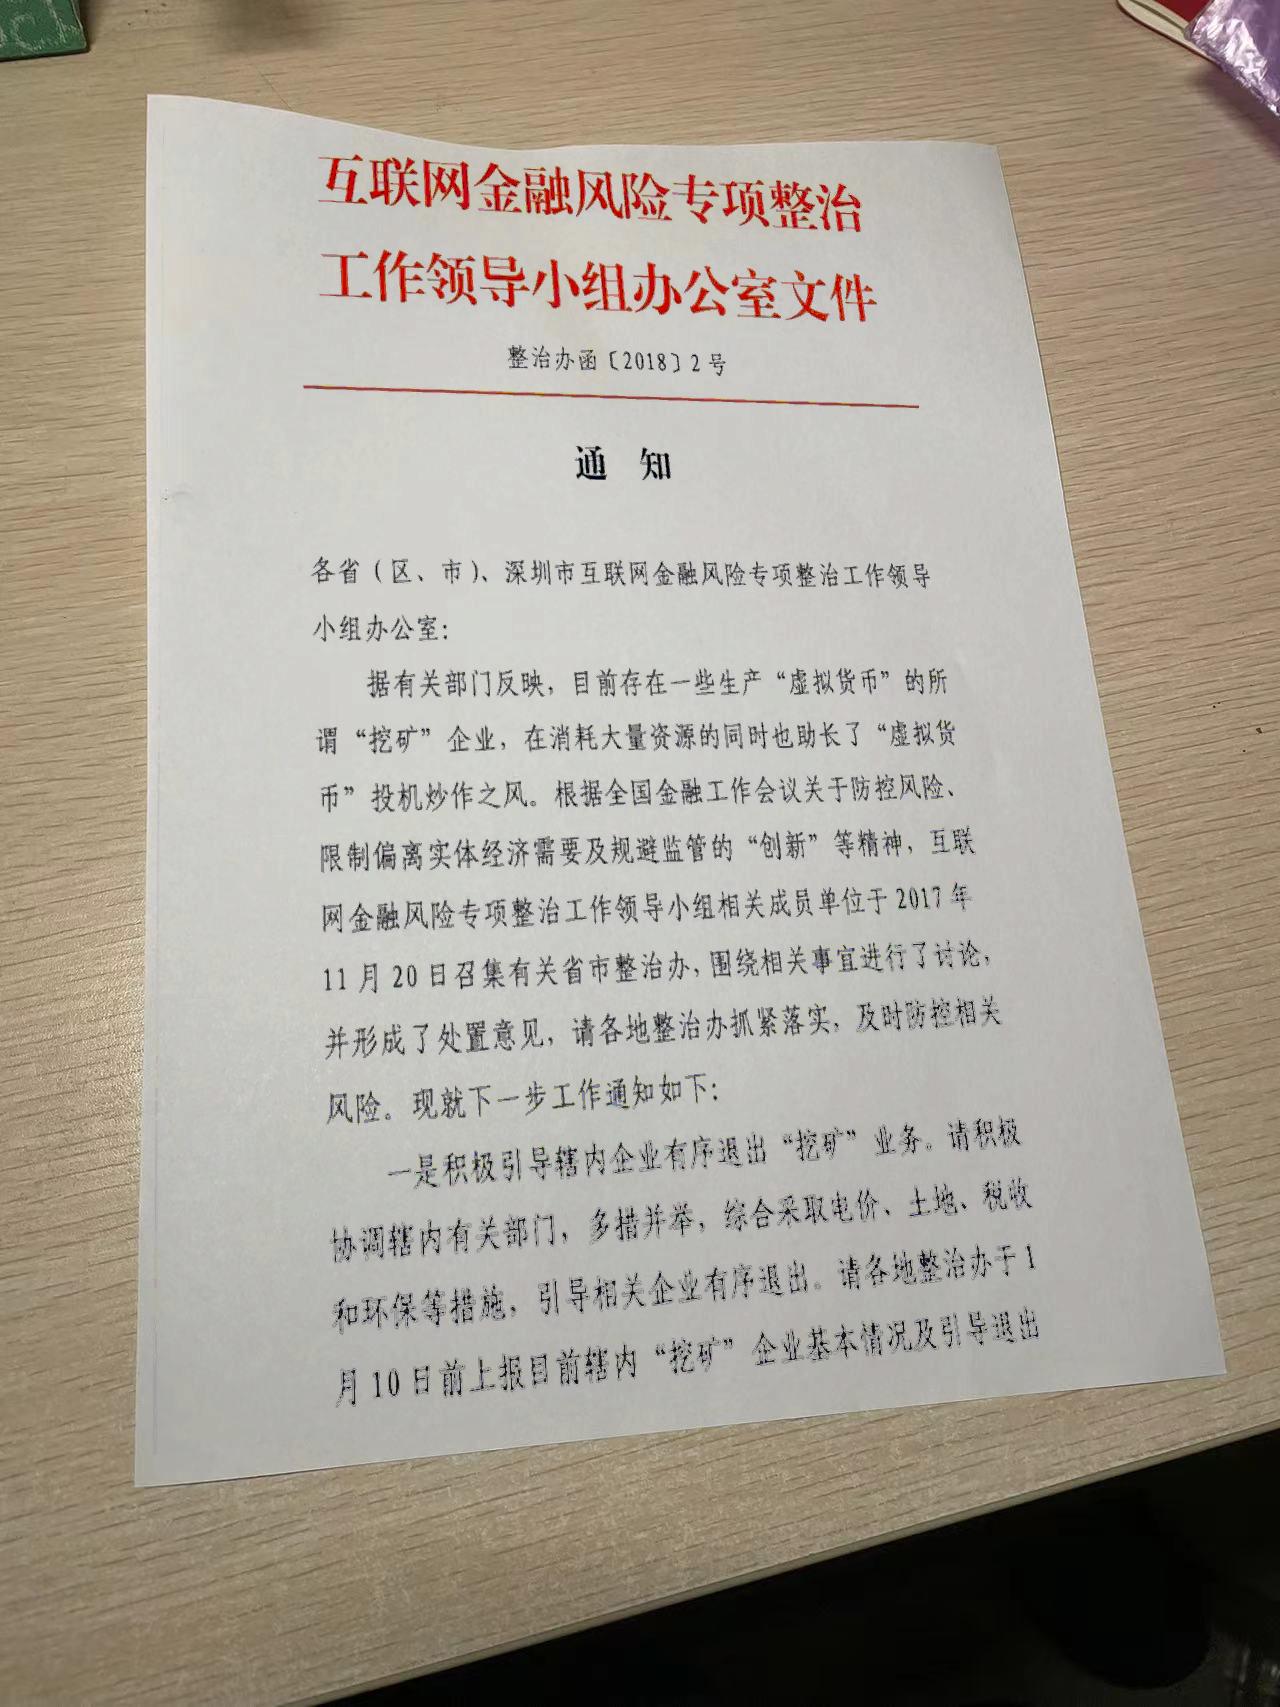 互联网金融风险专项整治
工作领导小组办公室文件
整治办函〔2018〕2号
通 知
各省（区、市）、深圳市互联网金融风险专项整治工作领导
小组办公室：
据有关部门反映，目前存在一些生产“虚拟货币”的所
谓“挖矿”企业，在消耗大量资源的同时也助长了“虚拟货
币”投机炒作之风。根据全国金融工作会议关于防控风险、
限制偏离实体经济需要及规避监管的“创新”等精神，互联
网金融风险专项整治工作领导小组相关成员单位于2017年
11月20日召集有关省市整治办，围绕相关事宜进行了讨论，
并形成了处置意见，请各地整治办抓紧落实，及时防控相关
风险。现就下一步工作通知如下：
一是积极引导辖内企业有序退出“挖矿”业务。请积极
协调辖内有关部门，多措并举，综合采取电价、土地、税收
和环保等措施，引导相关企业有序退出。请各地整治办于1
月10日前上报目前辖内“挖矿”企业基本情况及引导退出